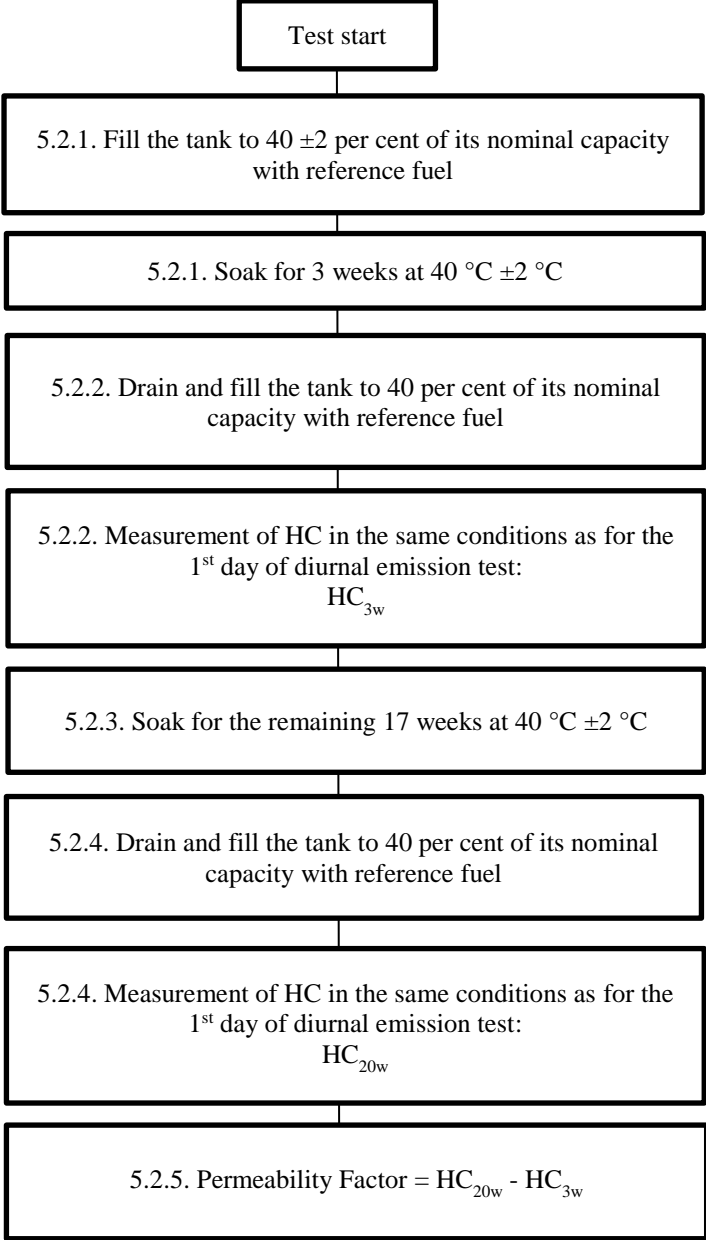 Test start
5.2.1. Fill the tank to 40 ±2 per cent of its nominal capacity
with reference fuel
5.2.1. Soak for 3 weeks at 40 °C ±2 °C
5.2.2. Drain and fill the tank to 40 per cent of its nominal
capacity with reference fuel
5.2.2. Measurement of HC in the same conditions as for the
1st day of diurnal emission test:
HC3w
5.2.3. Soak for the remaining 17 weeks at 40 °C ±2 °C
5.2.4. Drain and fill the tank to 40 per cent of its nominal
capacity with reference fuel
5.2.4. Measurement of HC in the same conditions as for the
1st day of diurnal emission test:
HC20w
5.2.5. Permeability Factor = HC20w - HC3w